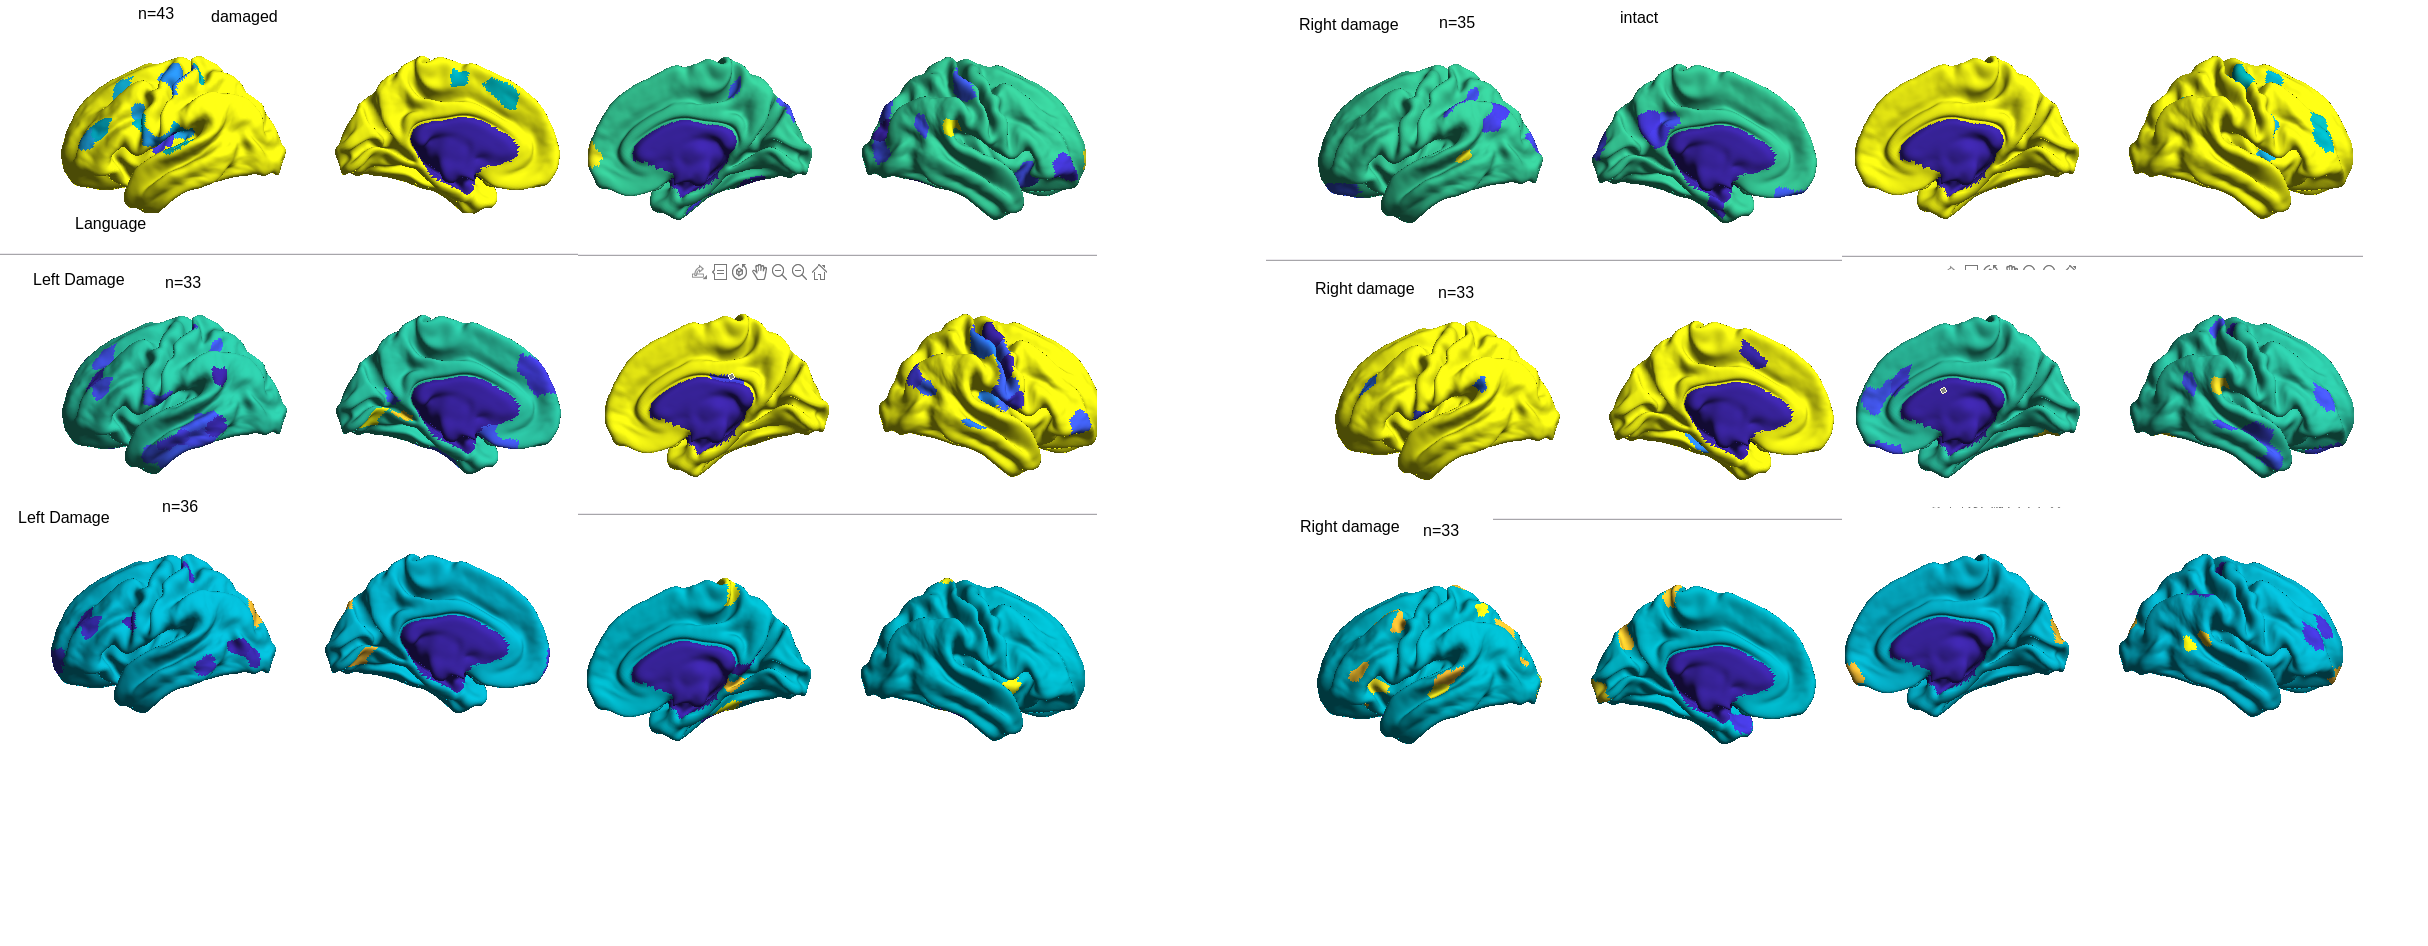 n=43 damaged
Right damage n=35 intact
Language
Left Damage n=33
Right damage n=33
Left Damage n=36
Right damage n=33